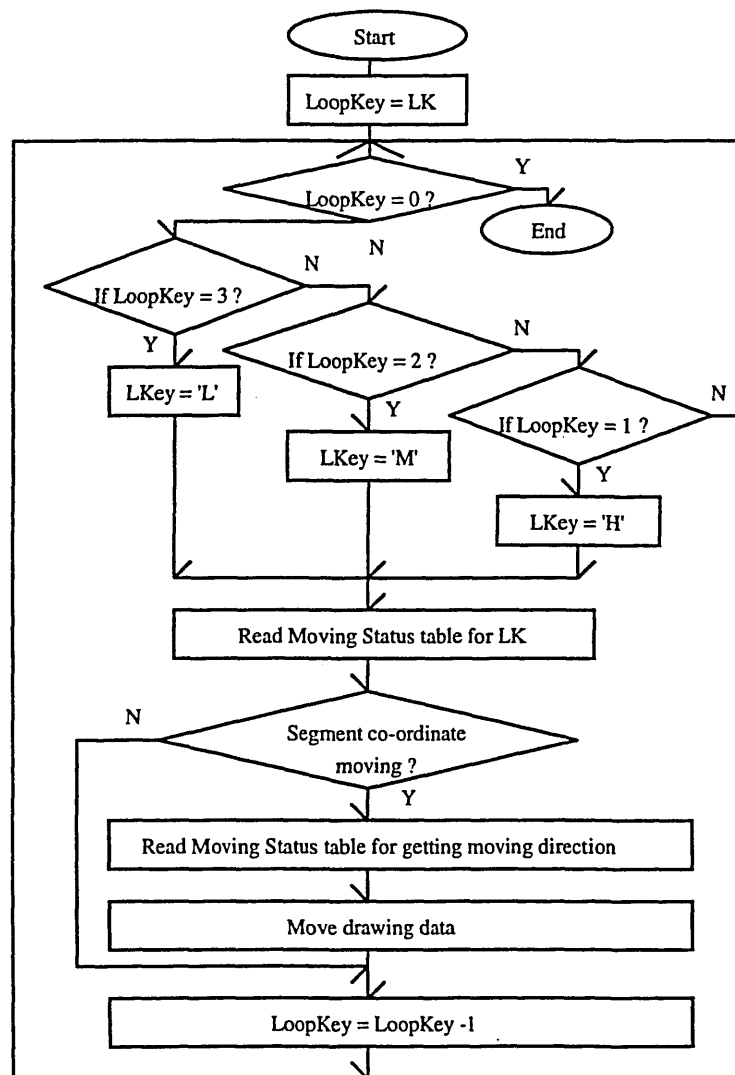 Start
LoopKey = LK
Y
LoopKey = 0 ?
End
N
N
If LoopKey = 3 ?
N
Y
If LoopKey = 2 ?
LKey = 'L'
N
Y
If LoopKey = 1 ?
LKey = 'M'
Y
LKey = 'H'
Read Moving Status table for LK
N
Segment co-ordinate
moving ?
Y
Read Moving Status table for getting moving direction
Move drawing data
LoopKey = LoopKey -1